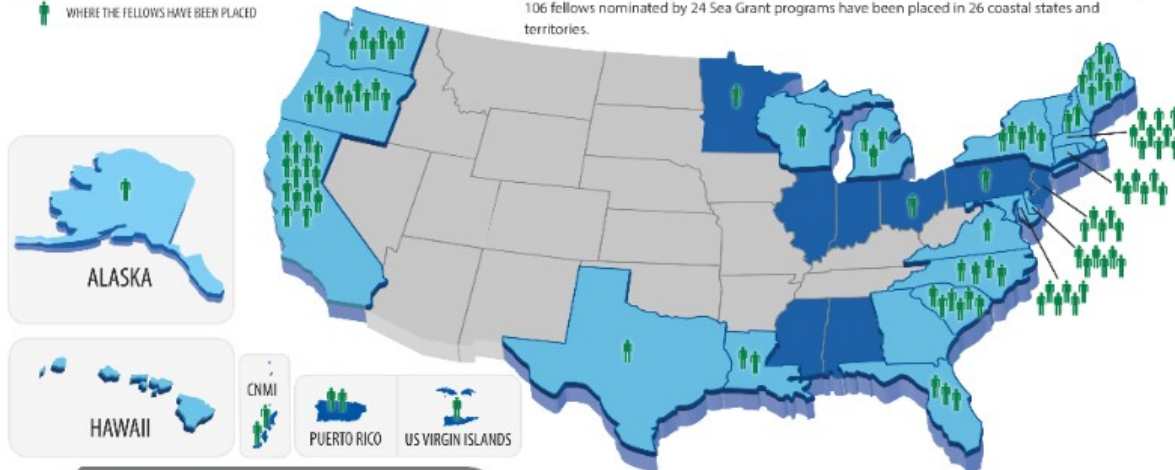 WHERE THE FELLOWS HAVE BEEN PLACED
106 fellows nominated by 24 Sea Grant programs have been placed in 26 coastal states and
territories.
ALASKA
HAWAII
CNMI
PUERTO RICO
US VIRGIN ISLANDS